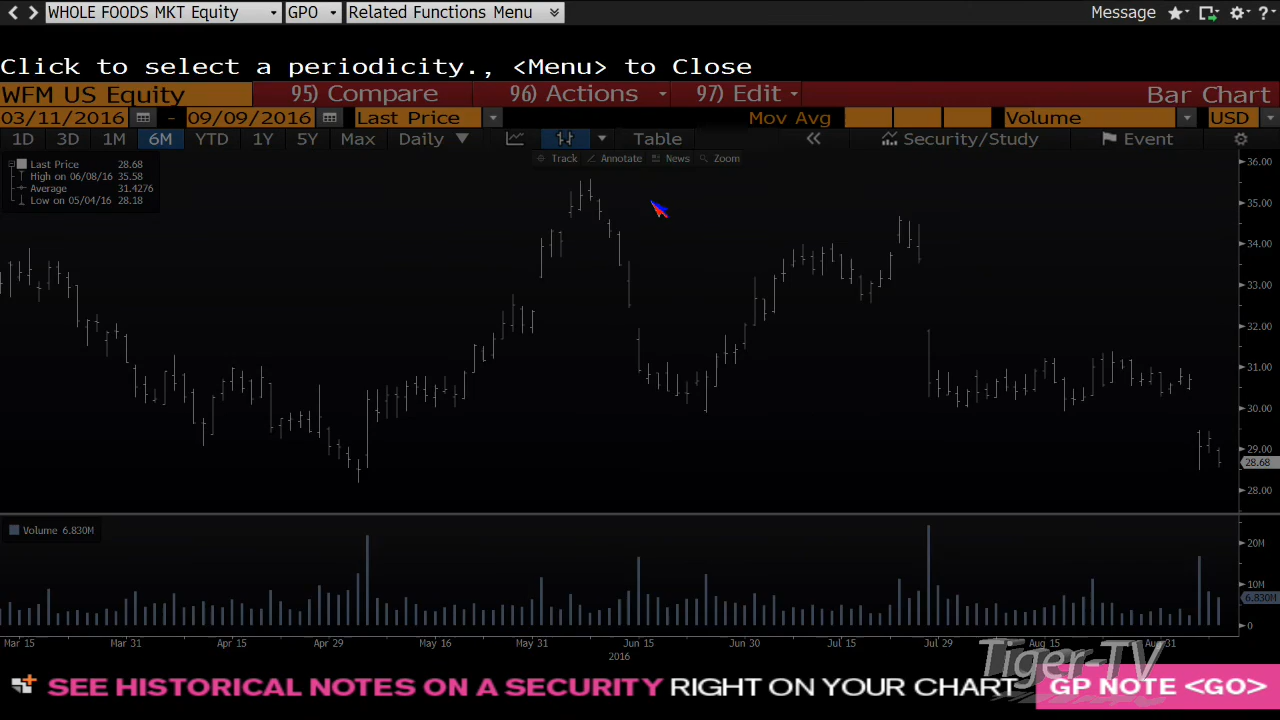 WHOLE FOODS MKT Equity GPO Related Functions Menu Message ?
Click to select a periodicity., <Menu> to Close
WFM US Equity 95) Compare 96) Actions 97) Edit Bar Chart
03/11/2016 - 09/09/2016 Last Price Mov Avg Volume USD
1D 3D 1M 6M YTD 1Y 5Y Max Daily ▼ Table « Security/Study Event
Track Annotate News Zoom
Last Price 28.68
High on 06/08/16 35.58
Average 31.4276
Low on 05/04/16 28.18
36.00
35.00
34.00
33.00
32.00
31.00
30.00
29.00
28.68
28.00
Volume 6.830M
20M
10M
6.830M
0
Mar 15 Mar 31 Apr 15 Apr 29 May 16 May 31 Jun 15 Jun 30 Jul 15 Jul 29 Aug 15 Aug 31
2016
Tiger-TV
SEE HISTORICAL NOTES ON A SECURITY RIGHT ON YOUR CHART GP NOTE <GO>